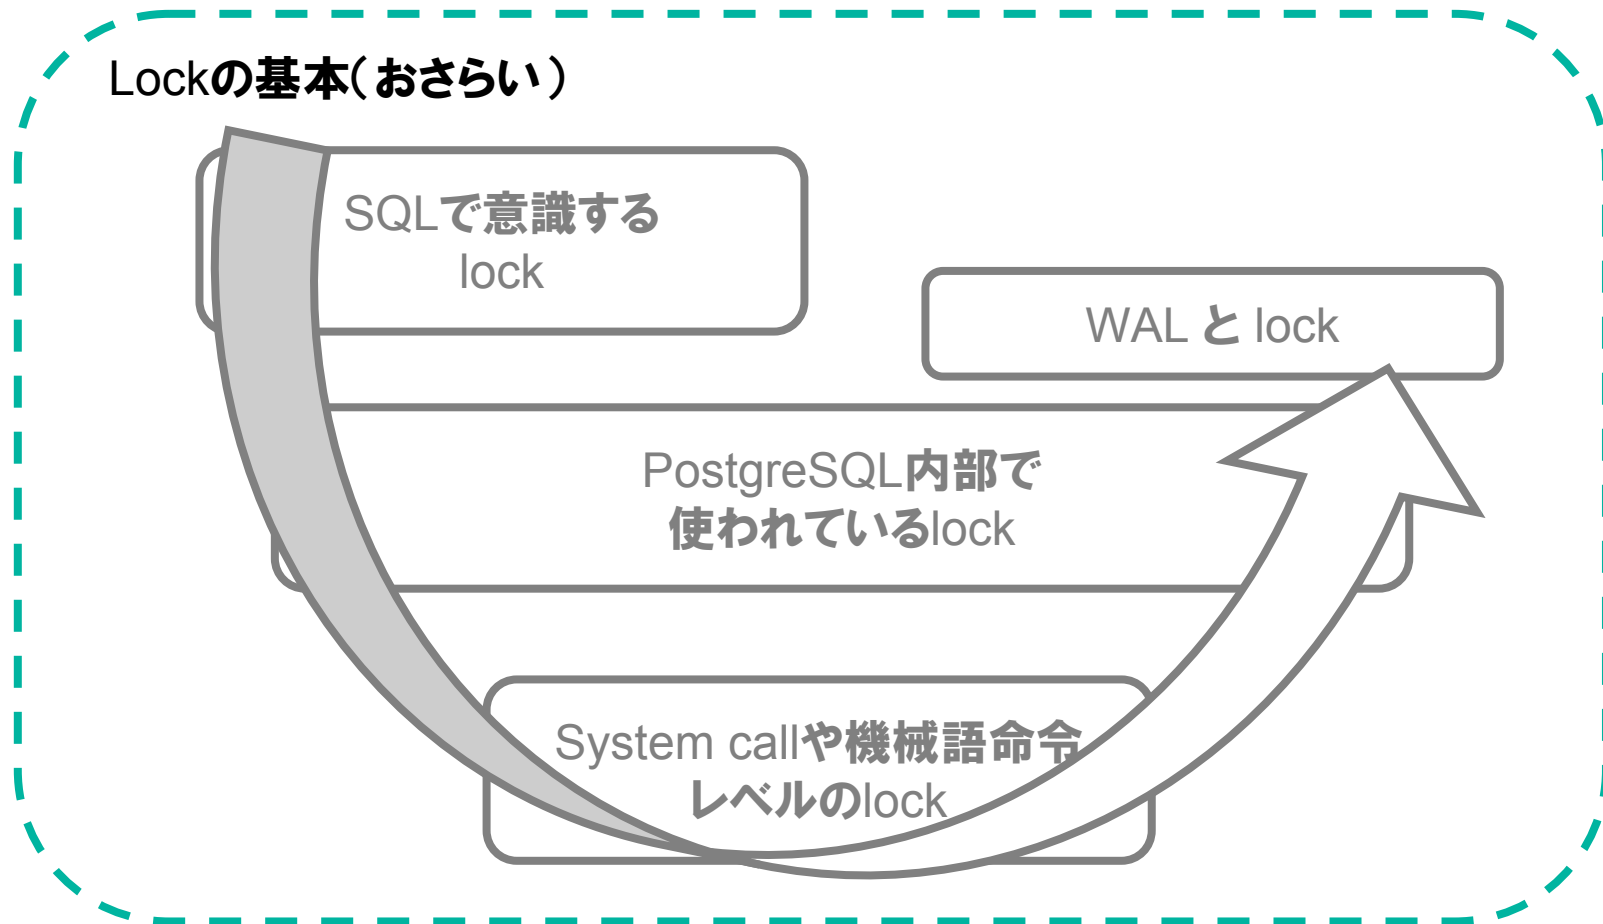 Lockの基本（おさらい）
SQLで意識する
lock
WAL と lock
PostgreSQL内部で
使われているlock
System callや機械語命令
レベルのlock